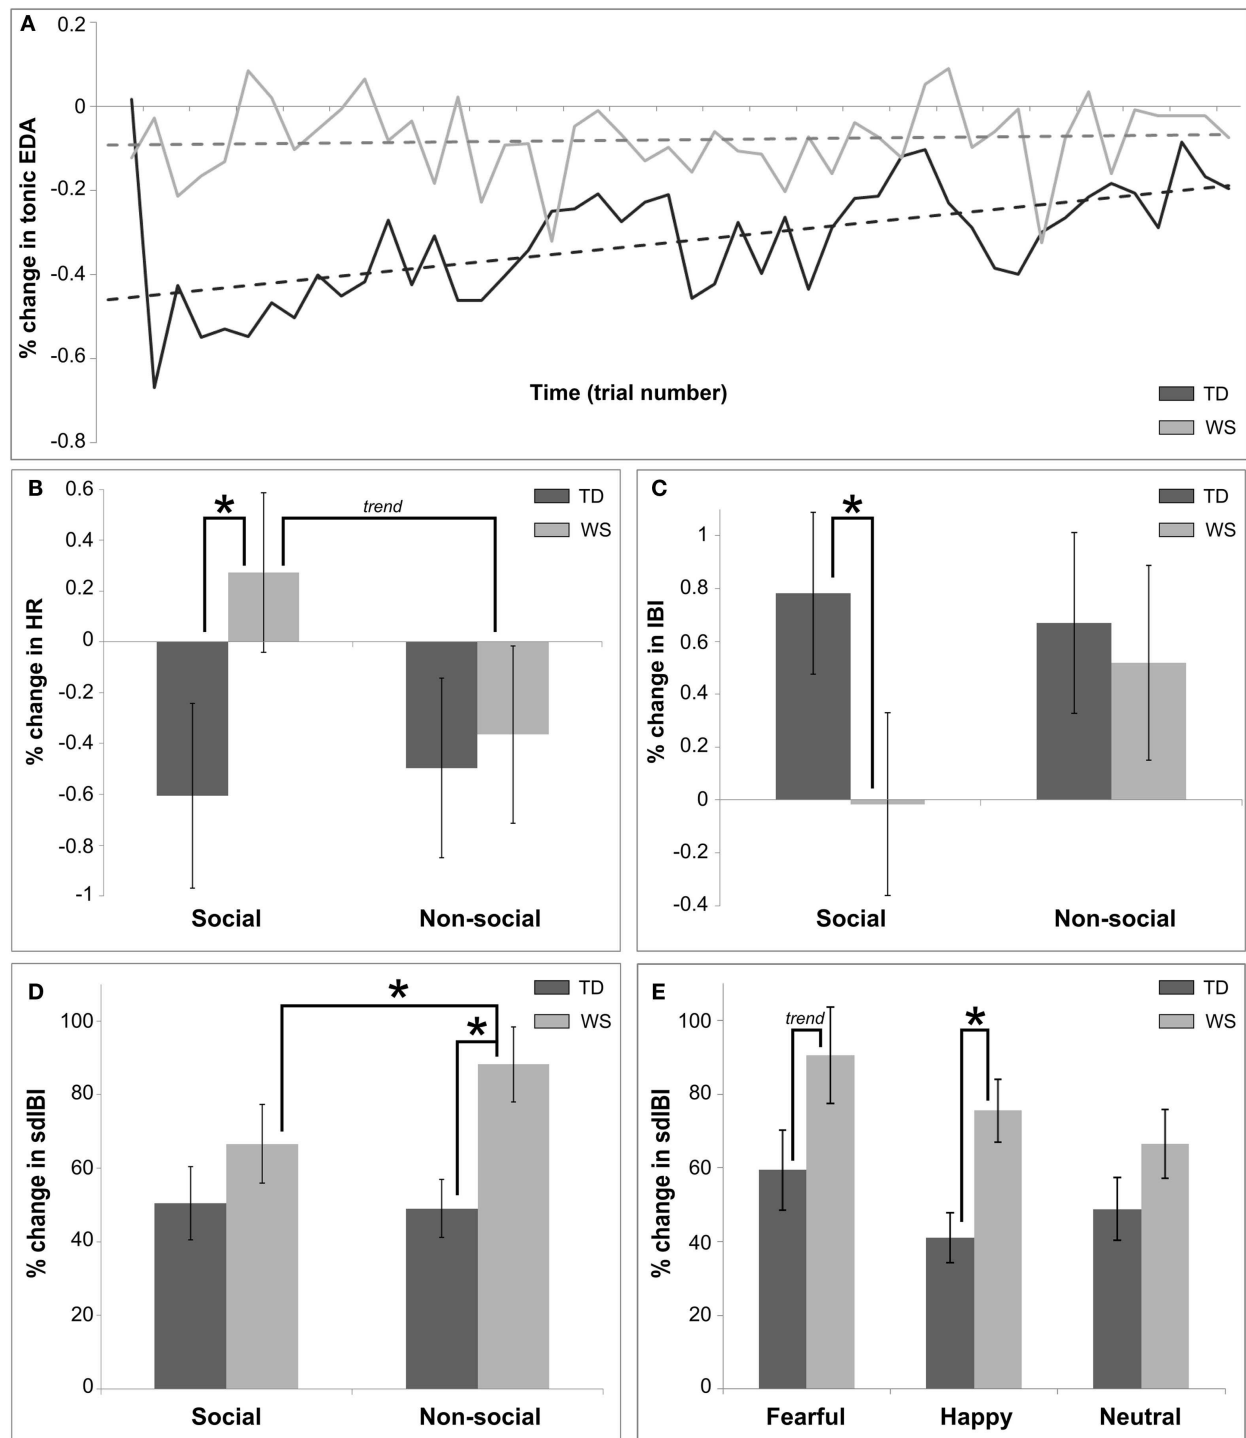 A
0.2
0
-0.2
-0.4
-0.6
-0.8
% change in tonic EDA
Time (trial number)
TD
WS
B
0.6
0.4
0.2
0
-0.2
-0.4
-0.6
-0.8
-1
% change in HR
*
trend
TD
WS
Social
Non-social
C
1
0.8
0.6
0.4
0.2
0
-0.2
-0.4
% change in IBI
*
TD
WS
Social
Non-social
D
100
80
60
40
20
0
% change in sdIBI
*
*
TD
WS
Social
Non-social
E
100
80
60
40
20
0
% change in sdIBI
trend
*
TD
WS
Fearful
Happy
Neutral